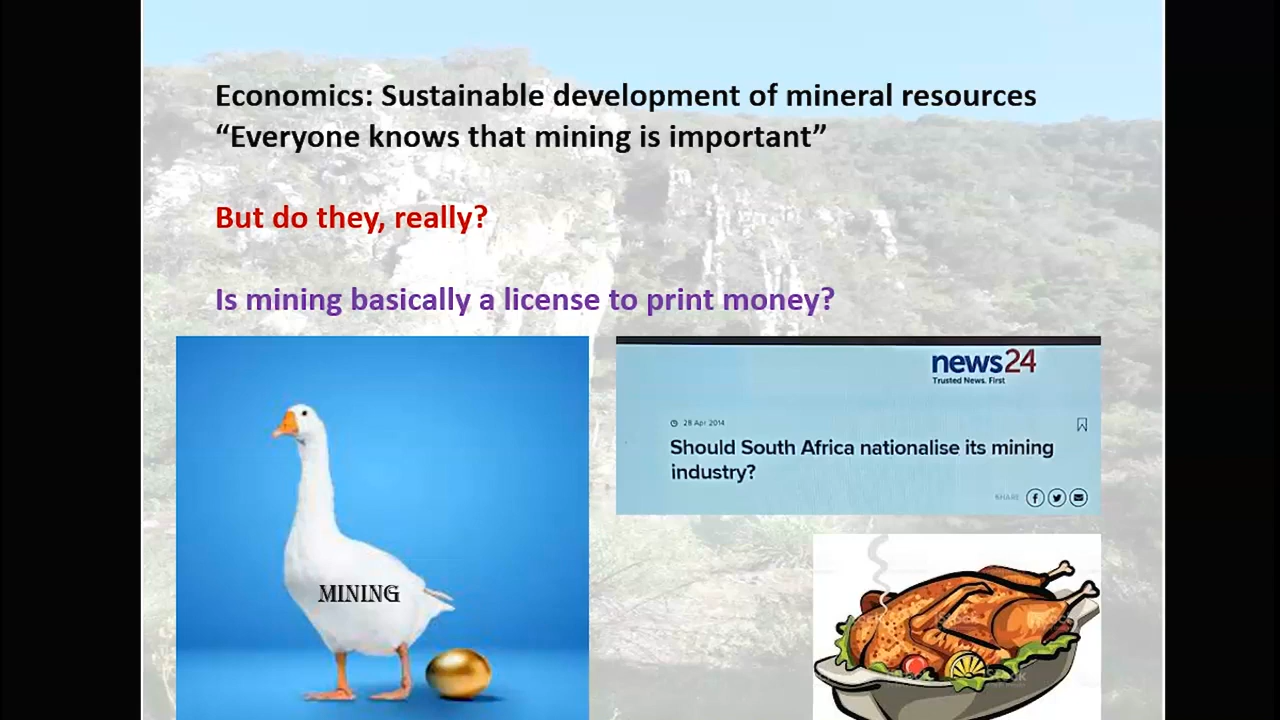 Economics: Sustainable development of mineral resources
“Everyone knows that mining is important”
But do they, really?
Is mining basically a license to print money?
MINING
news24
Trusted News. First
28 Apr 2014
Should South Africa nationalise its mining
industry?
SHARE